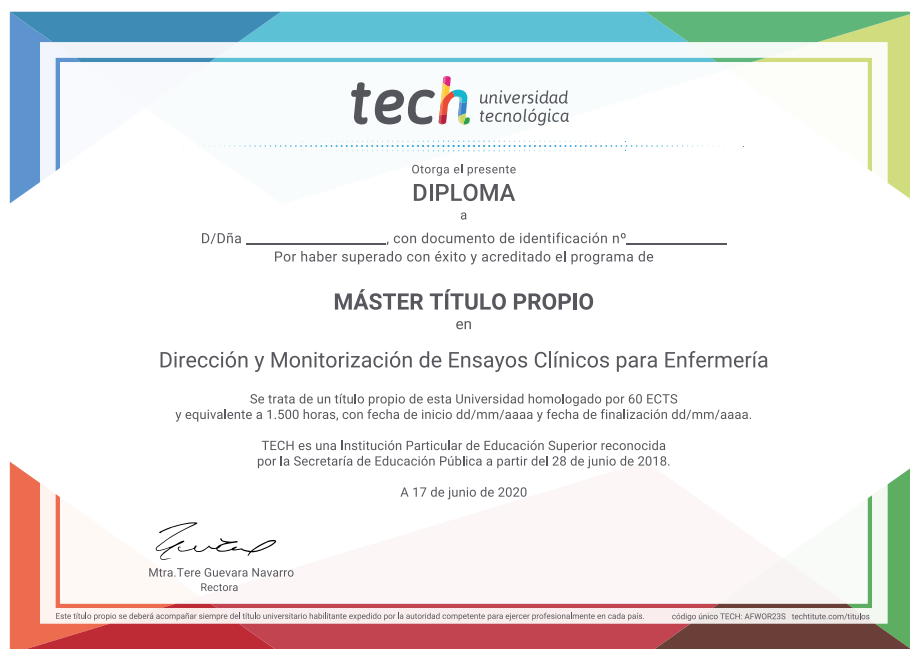 tech universidad
tecnológica
Otorga el presente
DIPLOMA
a
D/Dña ____________________, con documento de identificación nº______________
Por haber superado con éxito y acreditado el programa de
MÁSTER TÍTULO PROPIO
en
Dirección y Monitorización de Ensayos Clínicos para Enfermería
Se trata de un título propio de esta Universidad homologado por 60 ECTS
y equivalente a 1.500 horas, con fecha de inicio dd/mm/aaaa y fecha de finalización dd/mm/aaaa.
TECH es una Institución Particular de Educación Superior reconocida
por la Secretaría de Educación Pública a partir del 28 de junio de 2018.
A 17 de junio de 2020
Mtra.Tere Guevara Navarro
Rectora
Este título propio se deberá acompañar siempre del título universitario habilitante expedido por la autoridad competente para ejercer profesionalmente en cada país. código único TECH: AFWOR23S techtitute.com/titulos